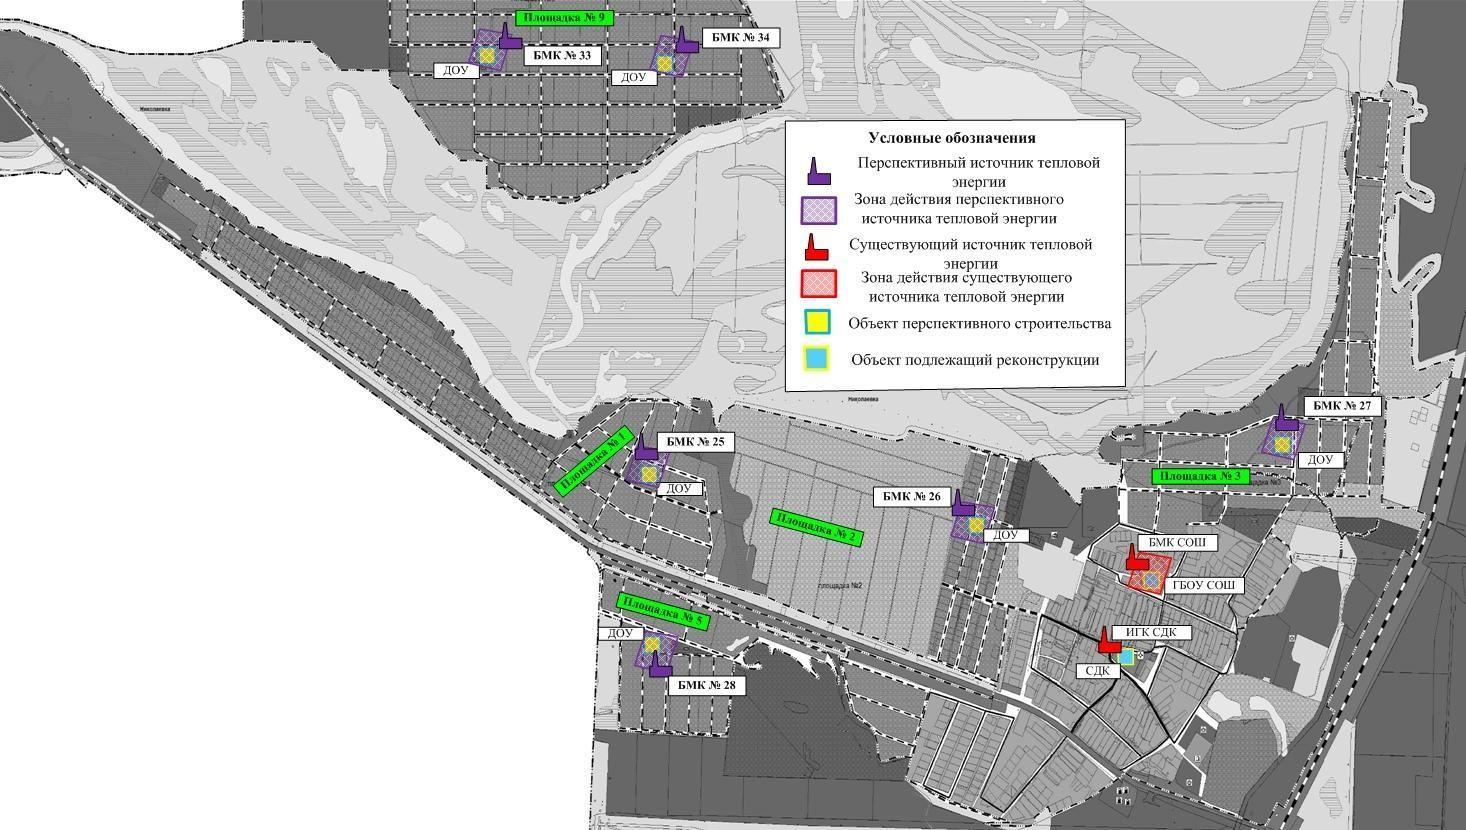 Площадка № 9
БМК № 33
БМК № 34
ДОУ
ДОУ
Николаевка
Условные обозначения
Перспективный источник тепловой
энергии
Зона действия перспективного
источника тепловой энергии
Существующий источник тепловой
энергии
Зона действия существующего
источника тепловой энергии
Объект перспективного строительства
Объект подлежащий реконструкции
Николаевка
БМК № 27
ДОУ
Площадка № 3
Площадка № 1
БМК № 25
ДОУ
БМК № 26
ДОУ
Площадка № 2
площадка №2
БМК СОШ
ГБОУ СОШ
Площадка № 5
ДОУ
БМК № 28
ИГК СДК
СДК